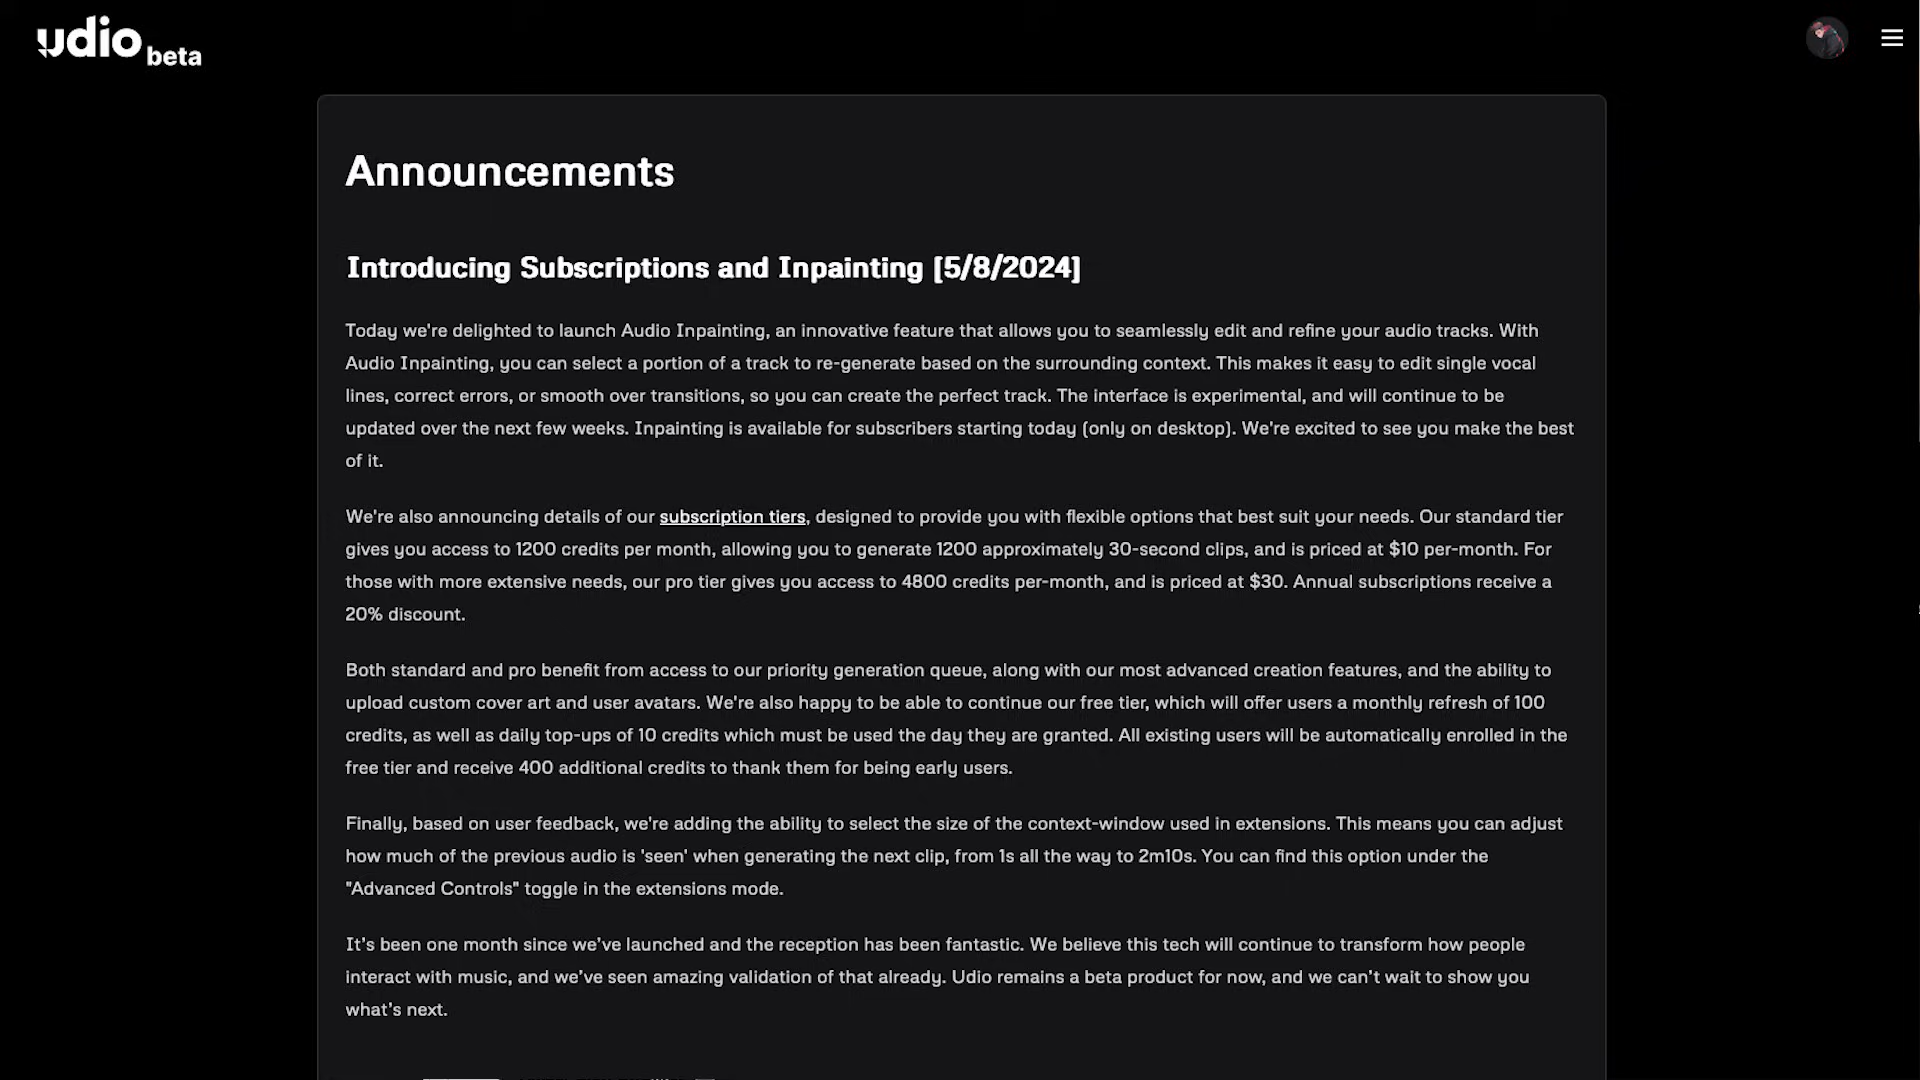 udio beta
Announcements
Introducing Subscriptions and Inpainting [5/8/2024]
Today we're delighted to launch Audio Inpainting, an innovative feature that allows you to seamlessly edit and refine your audio tracks. With
Audio Inpainting, you can select a portion of a track to re-generate based on the surrounding context. This makes it easy to edit single vocal
lines, correct errors, or smooth over transitions, so you can create the perfect track. The interface is experimental, and will continue to be
updated over the next few weeks. Inpainting is available for subscribers starting today (only on desktop). We're excited to see you make the best
of it.
We're also announcing details of our subscription tiers, designed to provide you with flexible options that best suit your needs. Our standard tier
gives you access to 1200 credits per month, allowing you to generate 1200 approximately 30-second clips, and is priced at $10 per-month. For
those with more extensive needs, our pro tier gives you access to 4800 credits per-month, and is priced at $30. Annual subscriptions receive a
20% discount.
Both standard and pro benefit from access to our priority generation queue, along with our most advanced creation features, and the ability to
upload custom cover art and user avatars. We're also happy to be able to continue our free tier, which will offer users a monthly refresh of 100
credits, as well as daily top-ups of 10 credits which must be used the day they are granted. All existing users will be automatically enrolled in the
free tier and receive 400 additional credits to thank them for being early users.
Finally, based on user feedback, we're adding the ability to select the size of the context-window used in extensions. This means you can adjust
how much of the previous audio is 'seen' when generating the next clip, from 1s all the way to 2m10s. You can find this option under the
"Advanced Controls" toggle in the extensions mode.
It's been one month since we've launched and the reception has been fantastic. We believe this tech will continue to transform how people
interact with music, and we've seen amazing validation of that already. Udio remains a beta product for now, and we can't wait to show you
what's next.